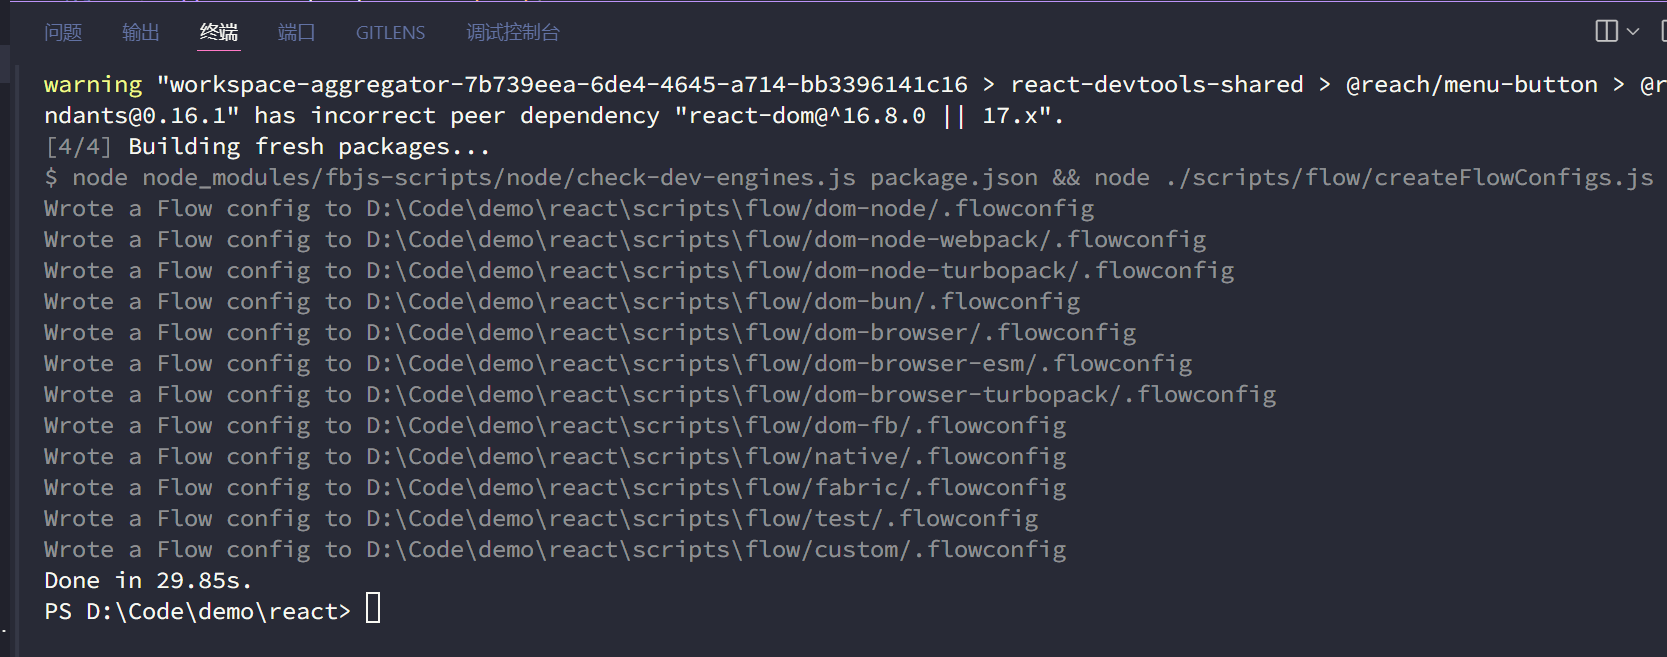 问题 输出 终端 端口 GITLENS 调试控制台
warning "workspace-aggregator-7b739eea-6de4-4645-a714-bb3396141c16 > react-devtools-shared > @reach/menu-button > @r
ndants@0.16.1" has incorrect peer dependency "react-dom@^16.8.0 || 17.x".
[4/4] Building fresh packages...
$ node node_modules/fbjs-scripts/node/check-dev-engines.js package.json && node ./scripts/flow/createFlowConfigs.js
Wrote a Flow config to D:\Code\demo\react\scripts\flow/dom-node/.flowconfig
Wrote a Flow config to D:\Code\demo\react\scripts\flow/dom-node-webpack/.flowconfig
Wrote a Flow config to D:\Code\demo\react\scripts\flow/dom-node-turbopack/.flowconfig
Wrote a Flow config to D:\Code\demo\react\scripts\flow/dom-bun/.flowconfig
Wrote a Flow config to D:\Code\demo\react\scripts\flow/dom-browser/.flowconfig
Wrote a Flow config to D:\Code\demo\react\scripts\flow/dom-browser-esm/.flowconfig
Wrote a Flow config to D:\Code\demo\react\scripts\flow/dom-browser-turbopack/.flowconfig
Wrote a Flow config to D:\Code\demo\react\scripts\flow/dom-fb/.flowconfig
Wrote a Flow config to D:\Code\demo\react\scripts\flow/native/.flowconfig
Wrote a Flow config to D:\Code\demo\react\scripts\flow/fabric/.flowconfig
Wrote a Flow config to D:\Code\demo\react\scripts\flow/test/.flowconfig
Wrote a Flow config to D:\Code\demo\react\scripts\flow/custom/.flowconfig
Done in 29.85s.
PS D:\Code\demo\react>